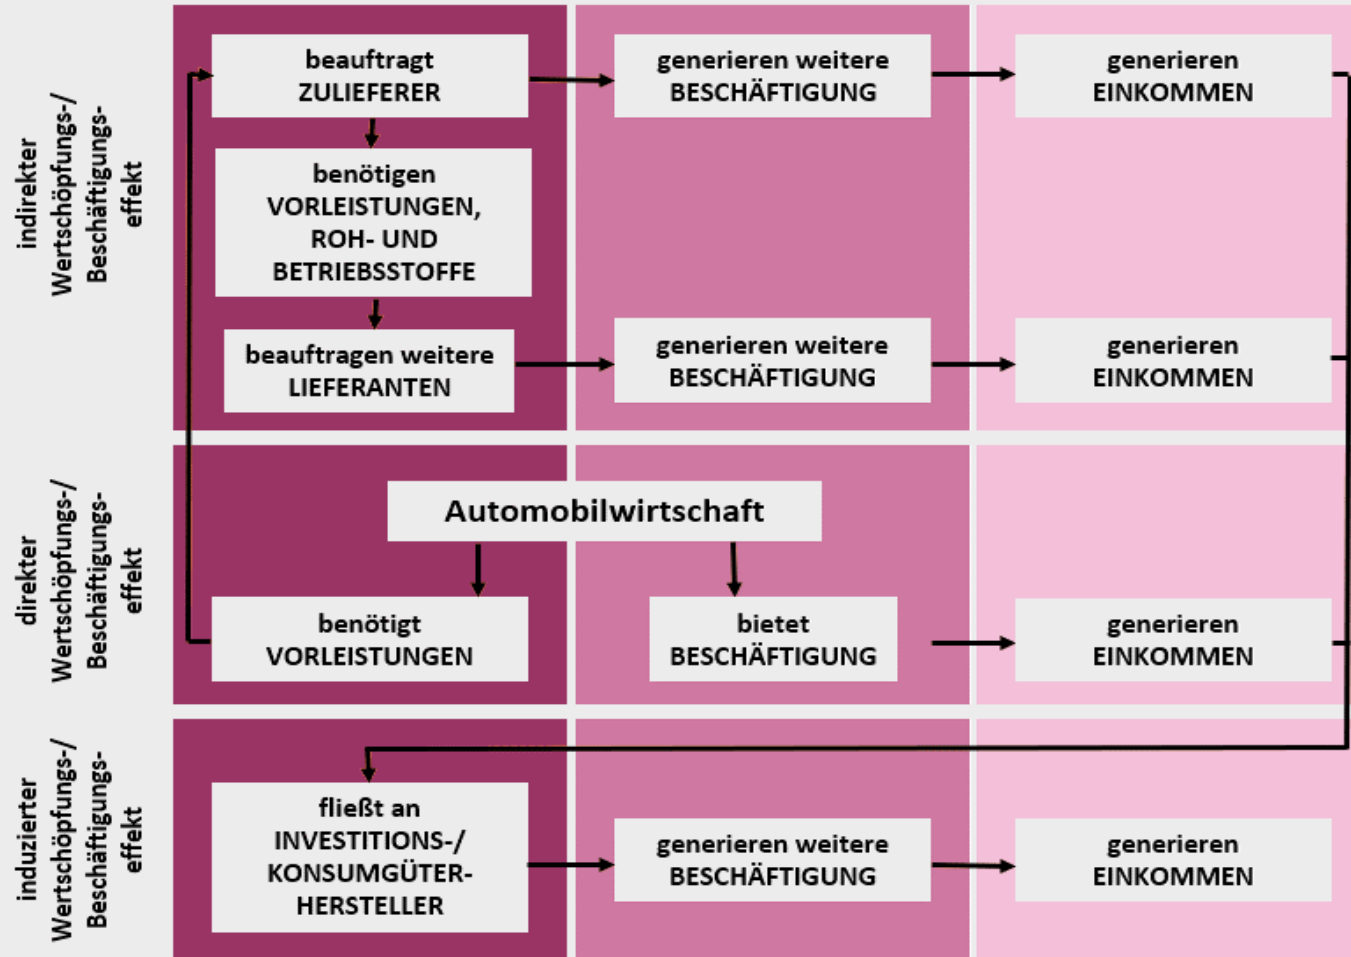 indirekter
Wertschöpfungs-/
Beschäftigungs-
effekt
beauftragt
ZULIEFERER
generieren weitere
BESCHÄFTIGUNG
generieren
EINKOMMEN
benötigen
VORLEISTUNGEN,
ROH- UND
BETRIEBSSTOFFE
beauftragen weitere
LIEFERANTEN
generieren weitere
BESCHÄFTIGUNG
generieren
EINKOMMEN
direkter
Wertschöpfungs-/
Beschäftigungs-
effekt
Automobilwirtschaft
benötigt
VORLEISTUNGEN
bietet
BESCHÄFTIGUNG
generieren
EINKOMMEN
induzierter
Wertschöpfungs-/
Beschäftigungs-
effekt
fließt an
INVESTITIONS-/
KONSUMGÜTER-
HERSTELLER
generieren weitere
BESCHÄFTIGUNG
generieren
EINKOMMEN